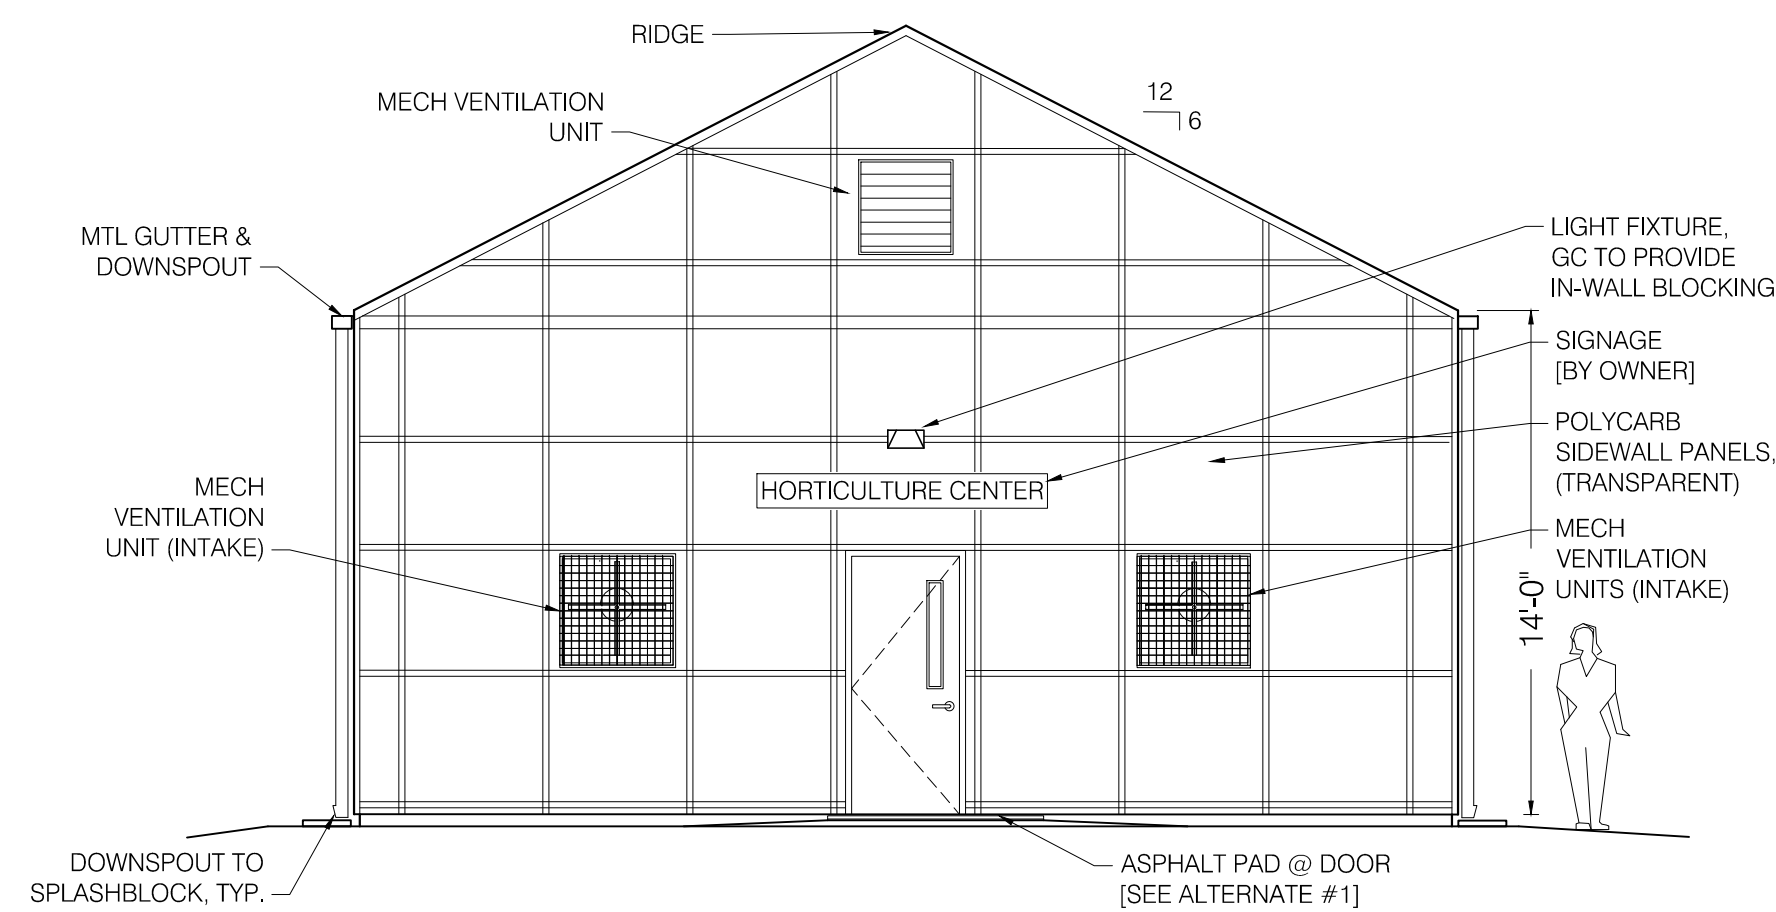 RIDGE
MECH VENTILATION
UNIT
12
6
MTL GUTTER &
DOWNSPOUT
LIGHT FIXTURE,
GC TO PROVIDE
IN-WALL BLOCKING
SIGNAGE
[BY OWNER]
POLYCARB
SIDEWALL PANELS,
(TRANSPARENT)
MECH
VENTILATION
UNIT (INTAKE)
HORTICULTURE CENTER
MECH
VENTILATION
UNITS (INTAKE)
14'-0"
DOWNSPOUT TO
SPLASHBLOCK, TYP.
ASPHALT PAD @ DOOR
[SEE ALTERNATE #1]